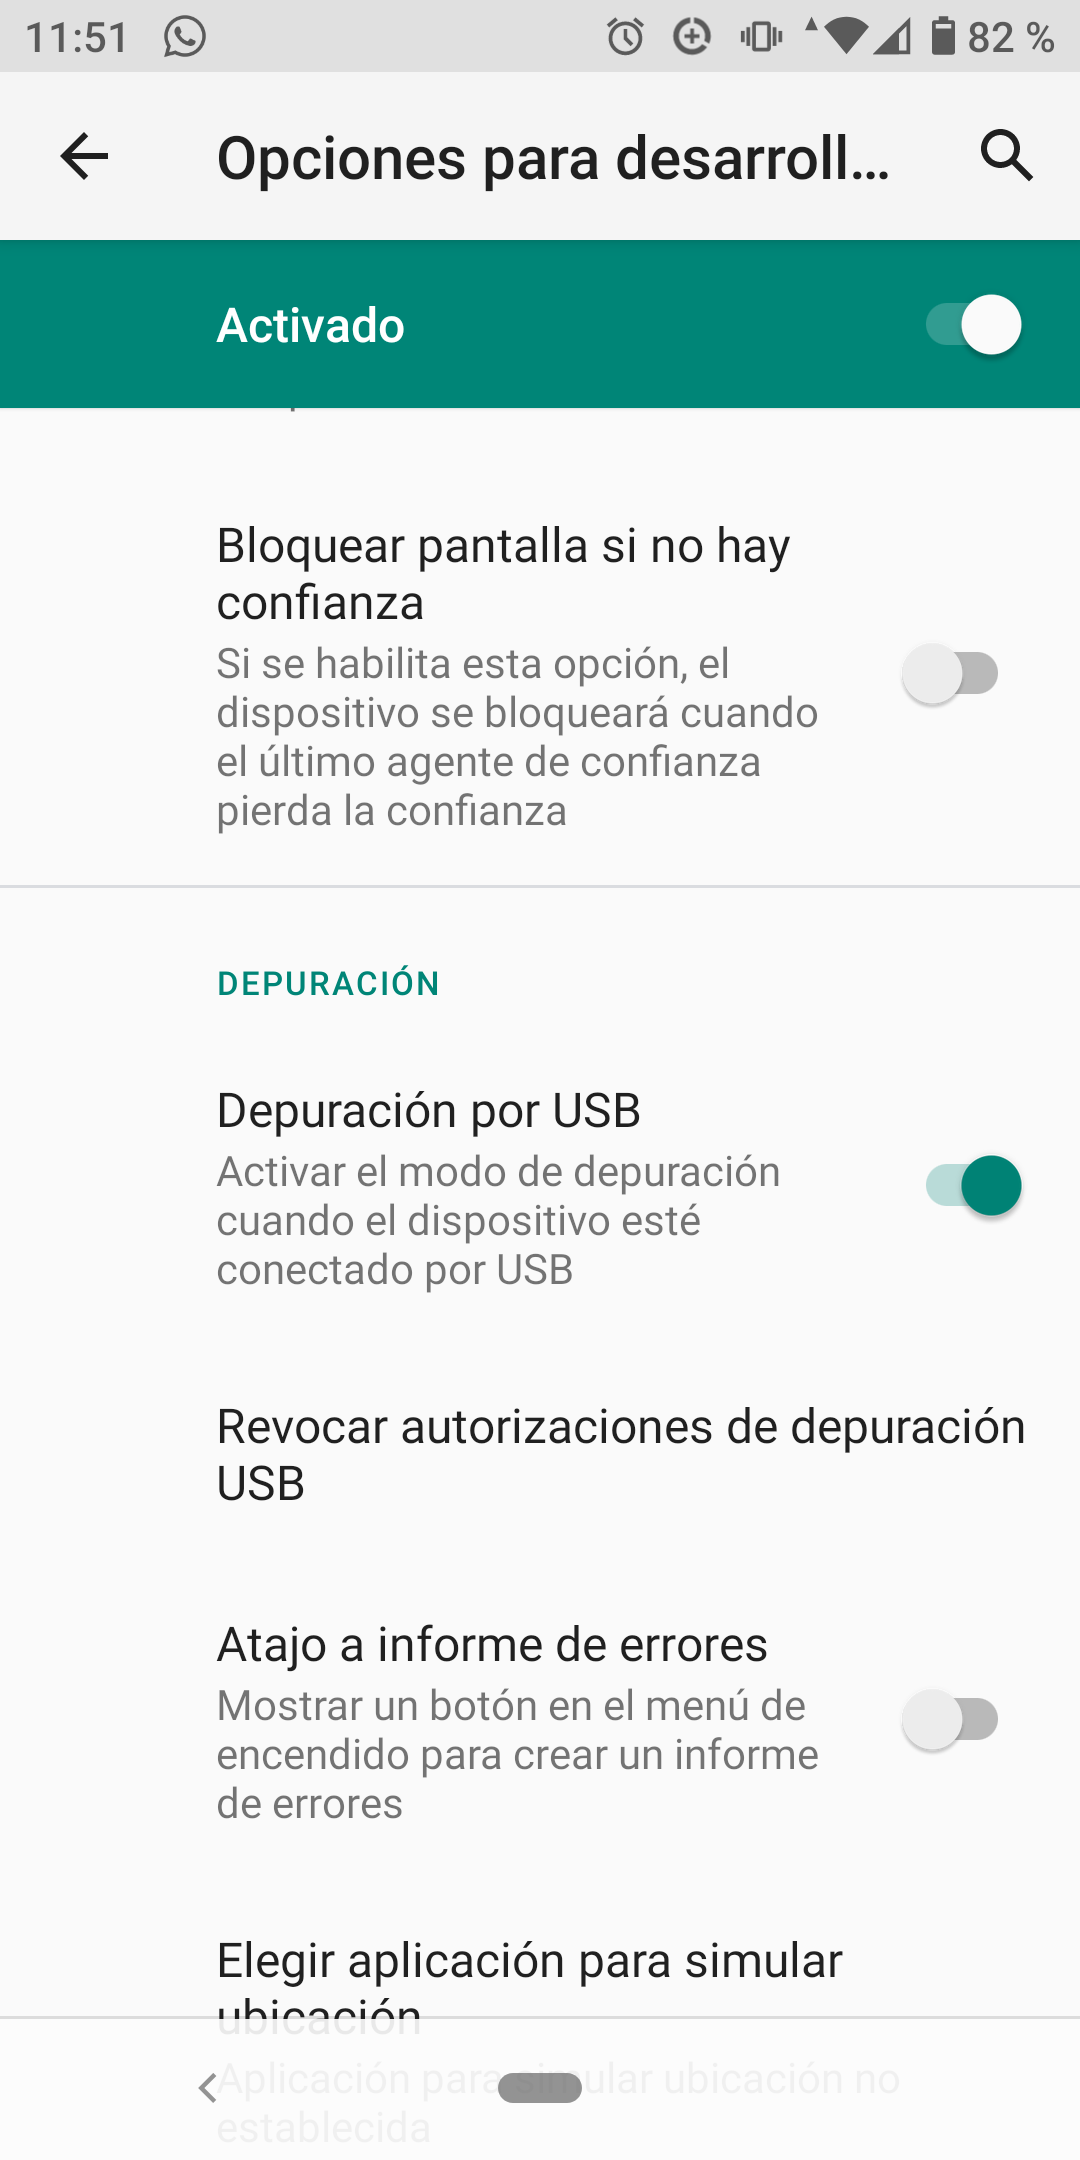 11:51
82 %
Opciones para desarroll…
Activado
Bloquear pantalla si no hay
confianza
Si se habilita esta opción, el
dispositivo se bloqueará cuando
el último agente de confianza
pierda la confianza
DEPURACIÓN
Depuración por USB
Activar el modo de depuración
cuando el dispositivo esté
conectado por USB
Revocar autorizaciones de depuración
USB
Atajo a informe de errores
Mostrar un botón en el menú de
encendido para crear un informe
de errores
Elegir aplicación para simular
ubicación
Aplicación para simular ubicación no
establecida